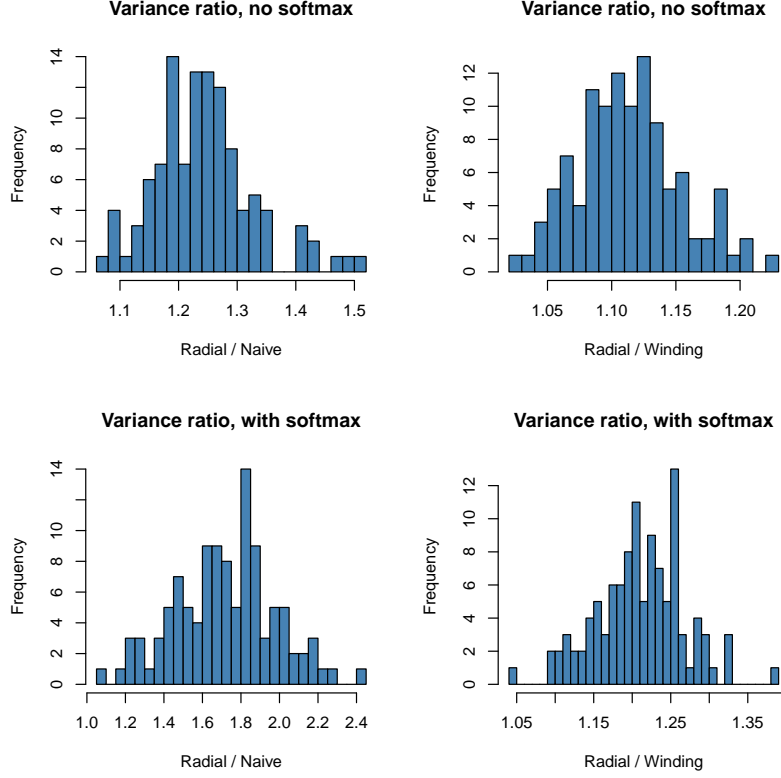 Variance ratio, no softmax
Frequency
0 2 4 6 8 10 14
1.1 1.2 1.3 1.4 1.5
Radial / Naive
Variance ratio, no softmax
Frequency
0 2 4 6 8 10 12
1.05 1.10 1.15 1.20
Radial / Winding
Variance ratio, with softmax
Frequency
0 2 4 6 8 10 14
1.0 1.2 1.4 1.6 1.8 2.0 2.2 2.4
Radial / Naive
Variance ratio, with softmax
Frequency
0 2 4 6 8 10 12
1.05 1.15 1.25 1.35
Radial / Winding